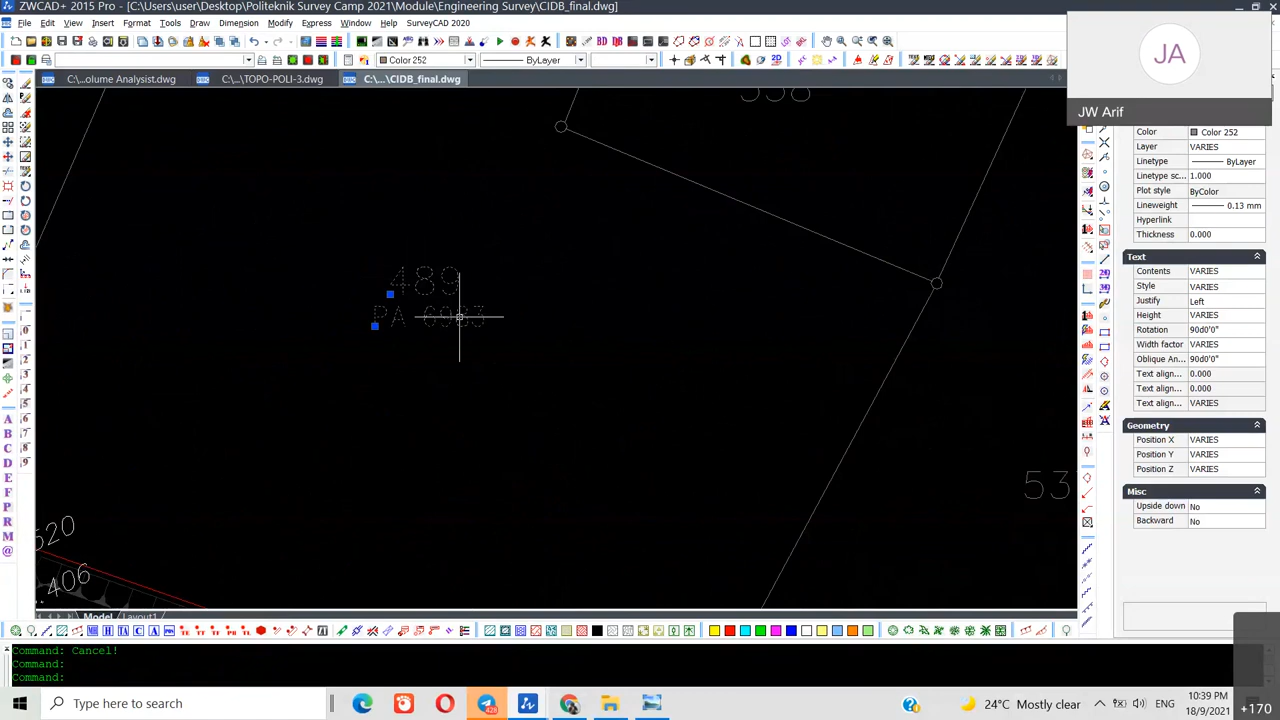 ZWCAD+ 2015 Pro - [C:\Users\user\Desktop\Politeknik Survey Camp 2021\Module\Engineering Survey\CIDB_final.dwg]
File Edit View Insert Format Tools Draw Dimension Modify Express Window Help SurveyCAD 2020
Color 252
ByLayer
C:\...olume Analysist.dwg
C:\...\TOPO-POLI-3.dwg
C:\...\CIDB_final.dwg
JA
JW Arif
Color Color 252
Layer VARIES
Linetype ByLayer
Linetype sc... 1.000
Plot style ByColor
Lineweight 0.13 mm
Hyperlink
Thickness 0.000
Text
Contents VARIES
Style VARIES
Justify Left
Height VARIES
Rotation 90d0'0"
Width factor VARIES
Oblique An... 90d0'0"
Text align... 0.000
Text align... 0.000
Text align... VARIES
Geometry
Position X VARIES
Position Y VARIES
Position Z VARIES
Misc
Upside down No
Backward No
489
PA
53
520
.406
A
B
C
D
E
F
P
R
M
@
Model Layout1
Command: Cancel!
Command:
Command:
Type here to search
428
24°C Mostly clear
ENG
10:39 PM
18/9/2021
+170